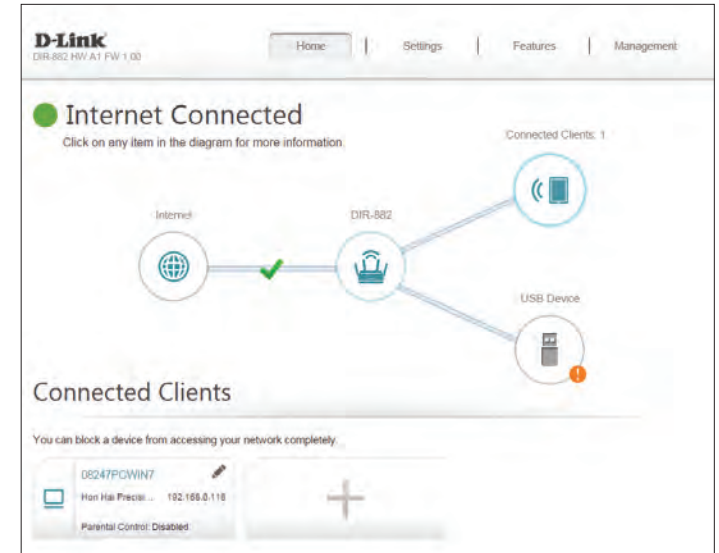 D-Link
DIR-882 HW A1 FW 1.00
Home | Settings | Features | Management
Internet Connected
Click on any item in the diagram for more information.
Connected Clients: 1
Internet
DIR-882
USB Device
Connected Clients
You can block a device from accessing your network completely.
08247PCWIN7
Hon Hai Precisi... 192.168.0.116
Parental Control: Disabled